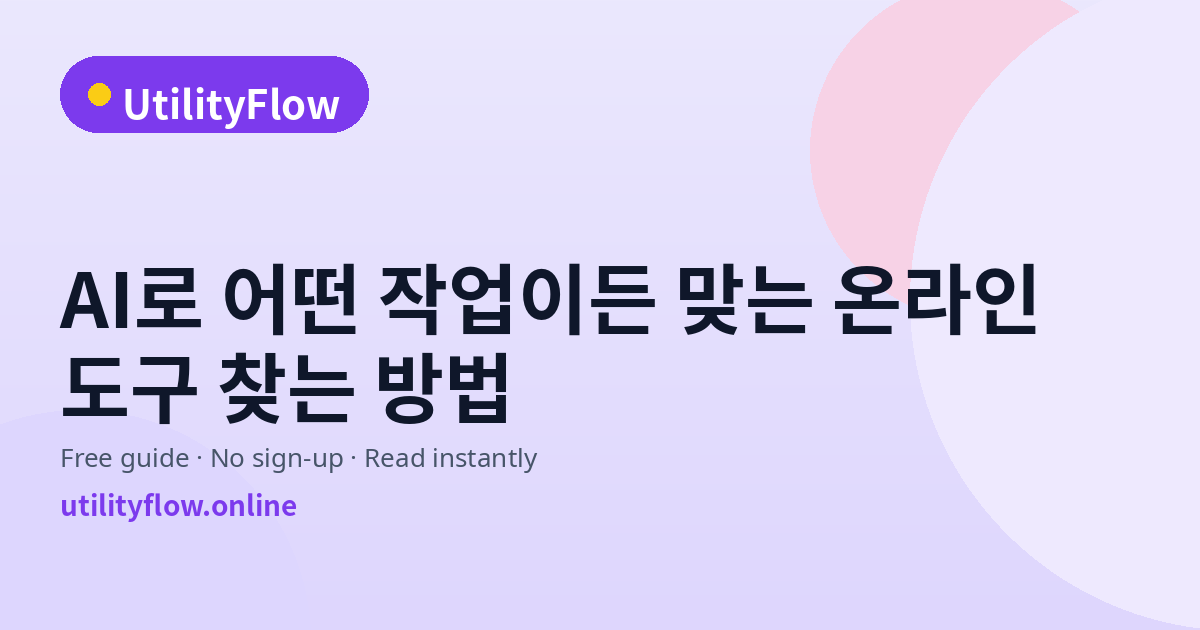 UtilityFlow
AI로 어떤 작업이든 맞는 온라인
도구 찾는 방법
Free guide · No sign-up · Read instantly
utilityflow.online